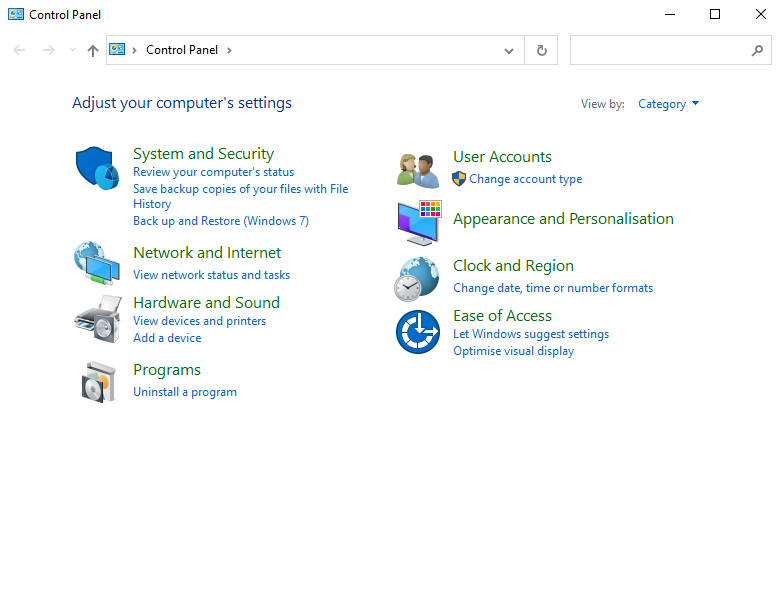 Control Panel
Control Panel
Adjust your computer's settings
View by: Category
System and Security
Review your computer's status
Save backup copies of your files with File
History
Back up and Restore (Windows 7)
Network and Internet
View network status and tasks
Hardware and Sound
View devices and printers
Add a device
Programs
Uninstall a program
User Accounts
Change account type
Appearance and Personalisation
Clock and Region
Change date, time or number formats
Ease of Access
Let Windows suggest settings
Optimise visual display